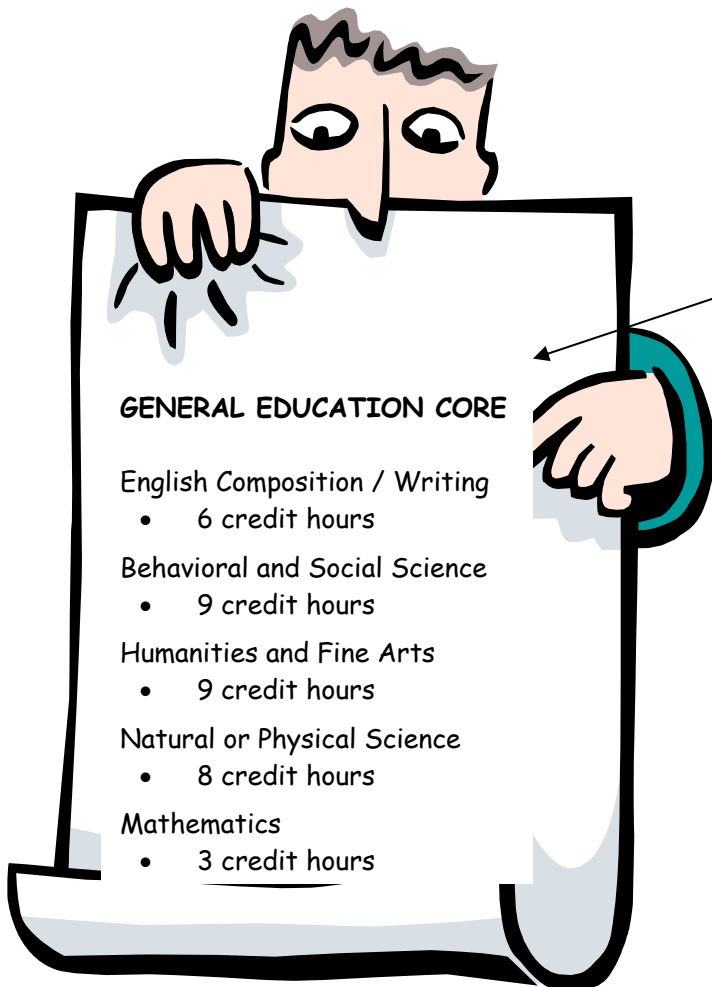 GENERAL EDUCATION CORE
English Composition / Writing
• 6 credit hours
Behavioral and Social Science
• 9 credit hours
Humanities and Fine Arts
• 9 credit hours
Natural or Physical Science
• 8 credit hours
Mathematics
• 3 credit hours